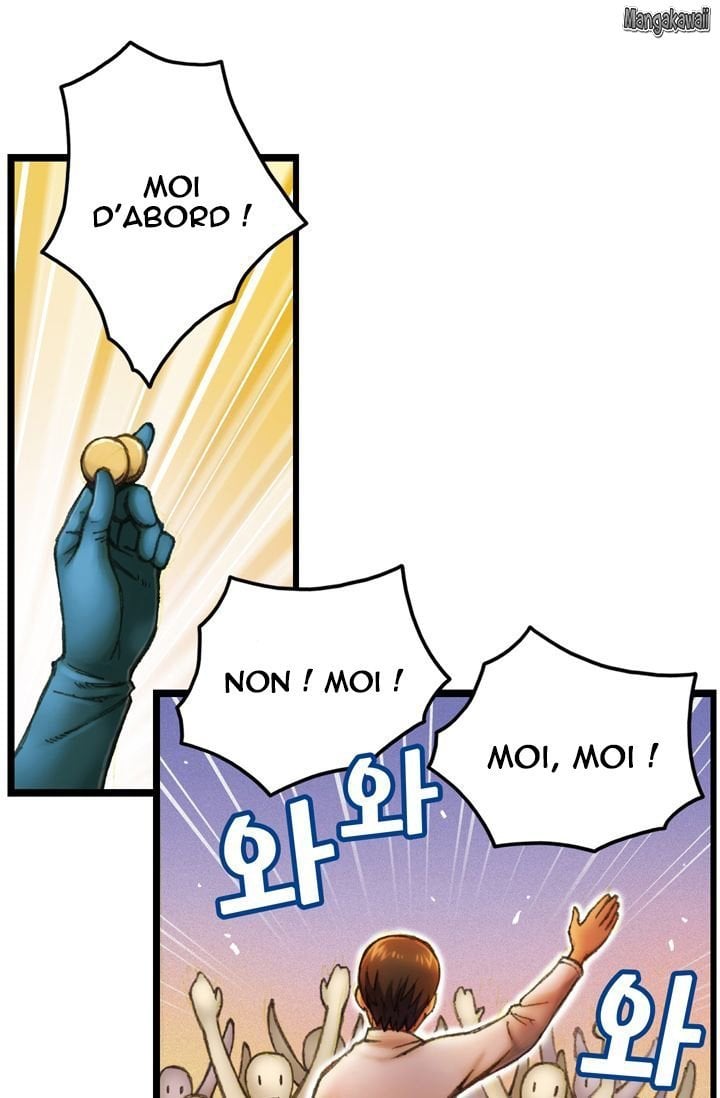 Mangakawaii
MOI
D'ABORD !
NON ! MOI !
MOI, MOI !
와
와
와